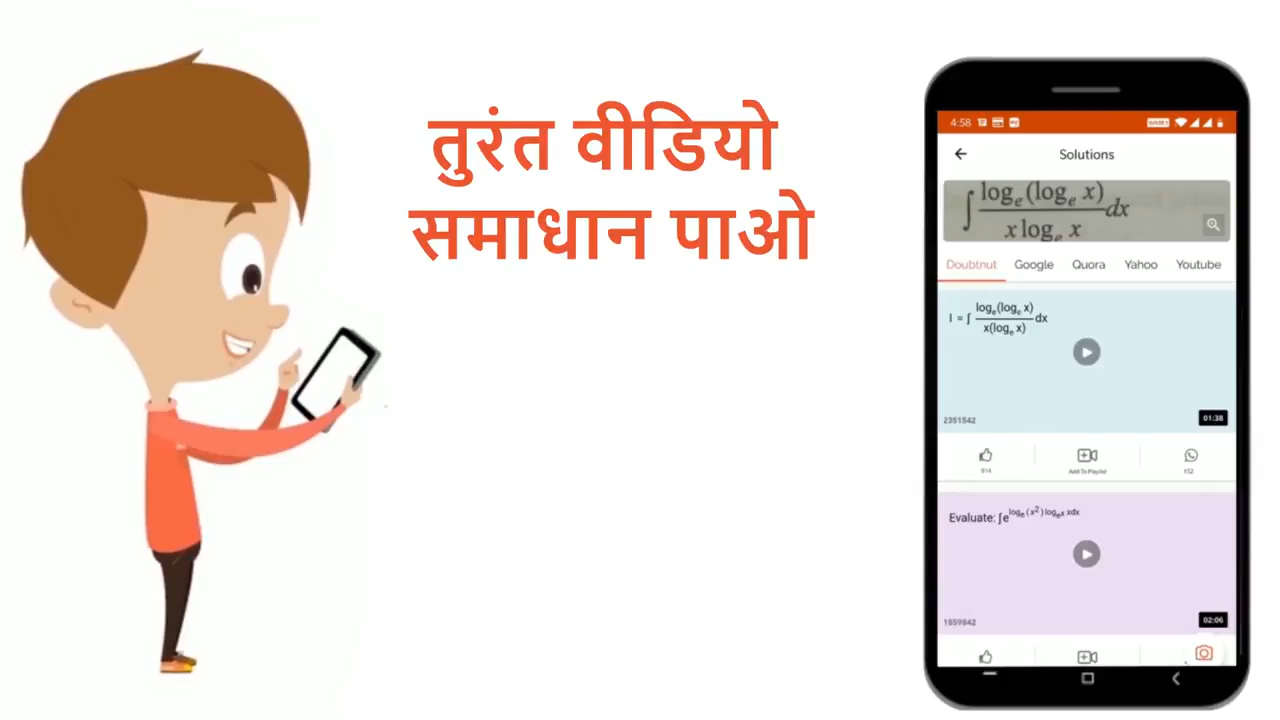 तुरंत वीडियो
समाधान पाओ
4:58
Solutions
∫ logₑ(logₑ x) / x logₑ x dx
Doubtnut Google Quora Yahoo Youtube
I = ∫ logₑ(logₑ x) / x(logₑ x) dx
2351542 01:38
914 Add To Playlist 152
Evaluate: ∫e^logₑ(x²) logₑx xdx
1859842 02:06